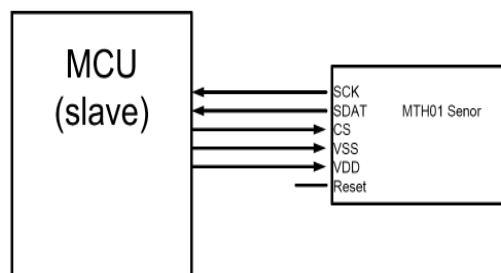 MCU
(slave)
SCK
SDAT
CS
VSS
VDD
Reset
MTH01 Senor